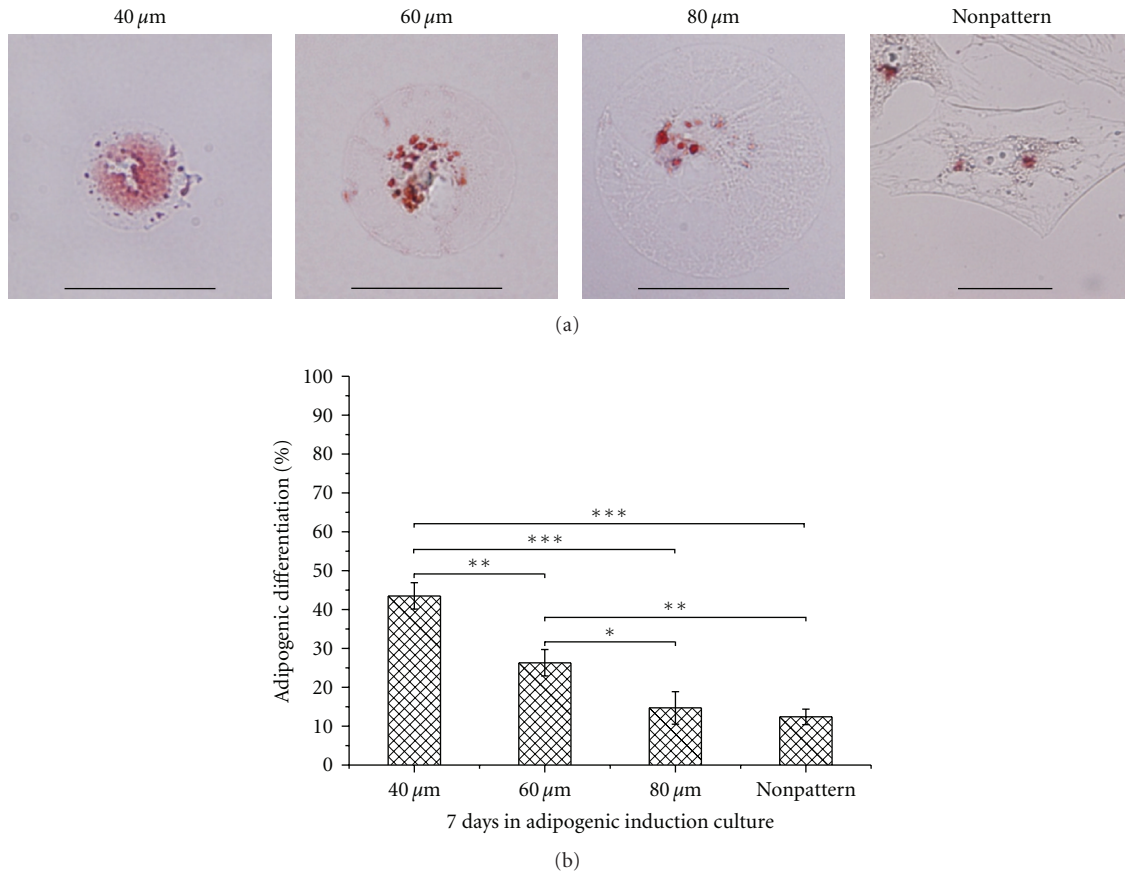 40 µm 60 µm 80 µm Nonpattern
(a)
100
90
80
70
60
50
40
30
20
10
0
Adipogenic differentiation (%)
∗∗∗
∗∗∗
∗∗
∗∗
∗
40 µm 60 µm 80 µm Nonpattern
7 days in adipogenic induction culture
(b)